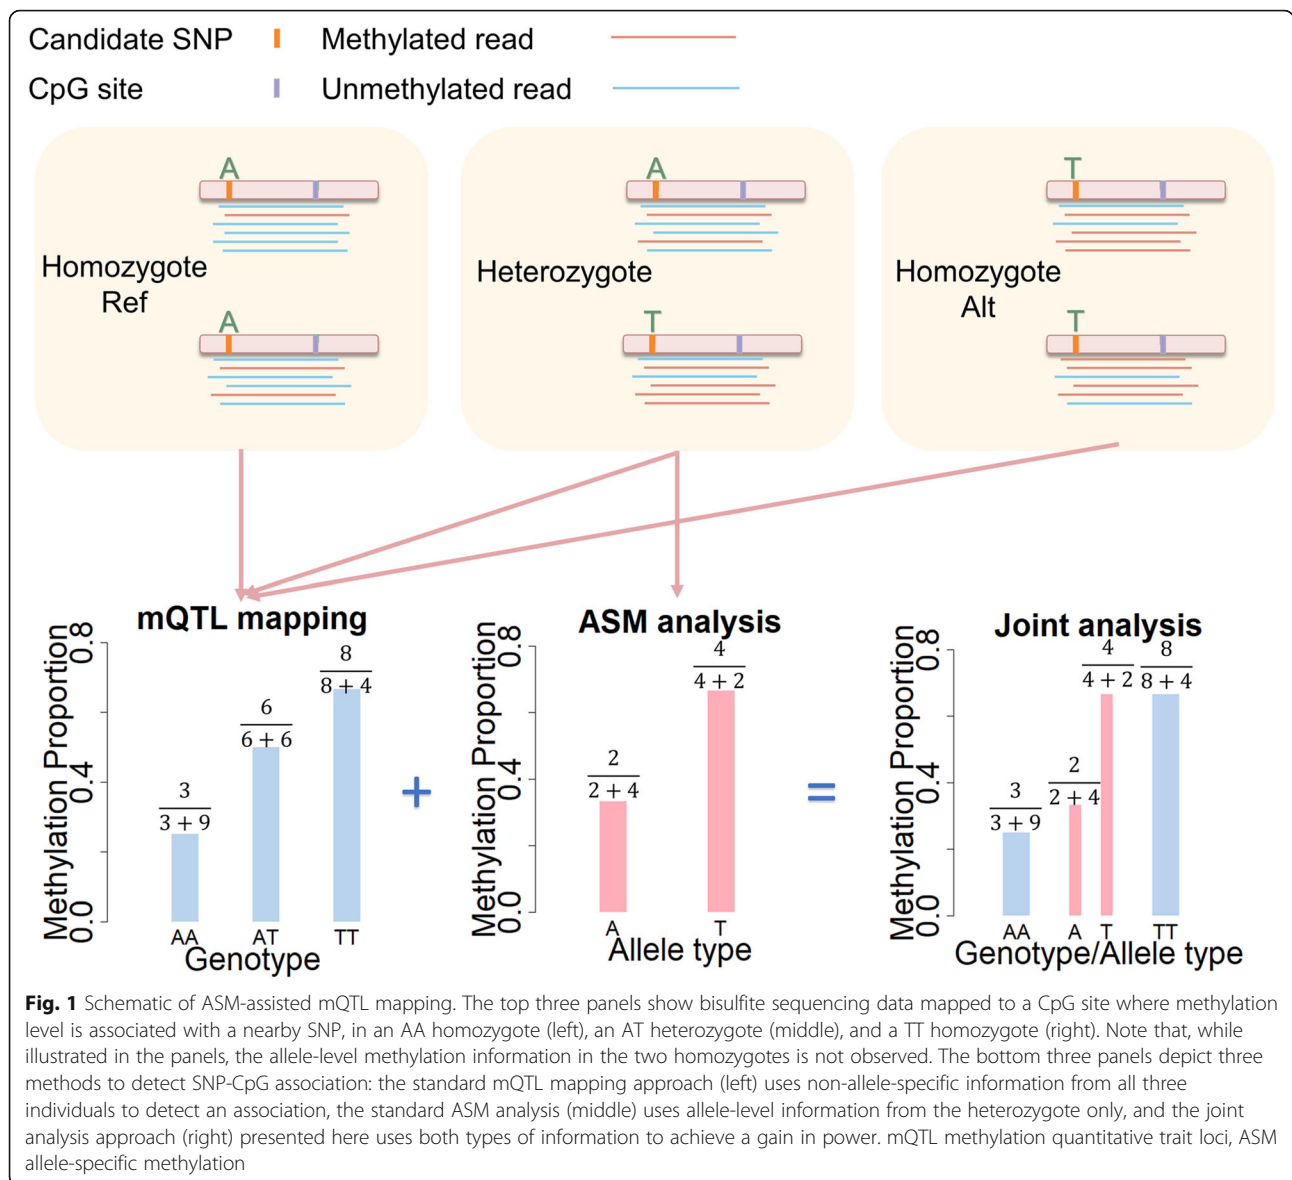 Candidate SNP
Methylated read
CpG site
Unmethylated read
A
A
T
Homozygote
Ref
Heterozygote
Homozygote
Alt
A
T
T
mQTL mapping
Methylation Proportion
0.0
0.4
0.8
3
3 + 9
6
6 + 6
8
8 + 4
AA
AT
TT
Genotype
+
ASM analysis
Methylation Proportion
0.0
0.4
0.8
2
2 + 4
4
4 + 2
A
T
Allele type
=
Joint analysis
Methylation Proportion
0.0
0.4
0.8
3
3 + 9
2
2 + 4
4
4 + 2
8
8 + 4
AA
A
T
TT
Genotype/Allele type
Fig. 1 Schematic of ASM-assisted mQTL mapping. The top three panels show bisulfite sequencing data mapped to a CpG site where methylation
level is associated with a nearby SNP, in an AA homozygote (left), an AT heterozygote (middle), and a TT homozygote (right). Note that, while
illustrated in the panels, the allele-level methylation information in the two homozygotes is not observed. The bottom three panels depict three
methods to detect SNP-CpG association: the standard mQTL mapping approach (left) uses non-allele-specific information from all three
individuals to detect an association, the standard ASM analysis (middle) uses allele-level information from the heterozygote only, and the joint
analysis approach (right) presented here uses both types of information to achieve a gain in power. mQTL methylation quantitative trait loci, ASM
allele-specific methylation